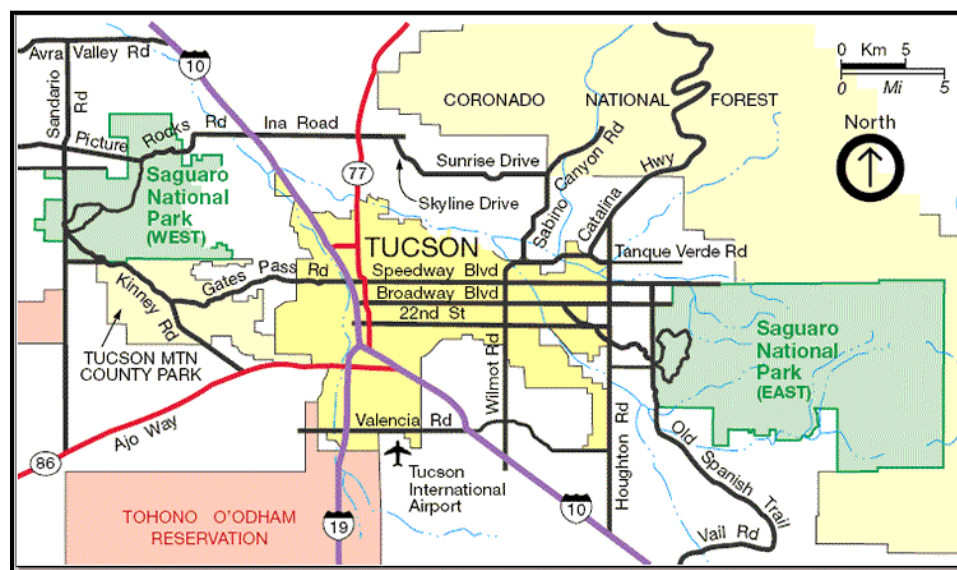 Avra Valley Rd
Sandario Rd
10
Picture Rocks Rd
Ina Road
77
CORONADO NATIONAL FOREST
0 Km 5
0 Mi 5
North
Sunrise Drive
Skyline Drive
Sabino Canyon Rd
Catalina Hwy
Saguaro
National
Park
(WEST)
TUCSON
Tanque Verde Rd
Gates Pass Rd
Speedway Blvd
Broadway Blvd
22nd St
Kinney Rd
TUCSON MTN
COUNTY PARK
Saguaro
National
Park
(EAST)
Wilmot Rd
Houghton Rd
Ajo Way
86
Valencia Rd
Tucson
International
Airport
Old Spanish Trail
Vail Rd
TOHONO O'ODHAM
RESERVATION
19
10